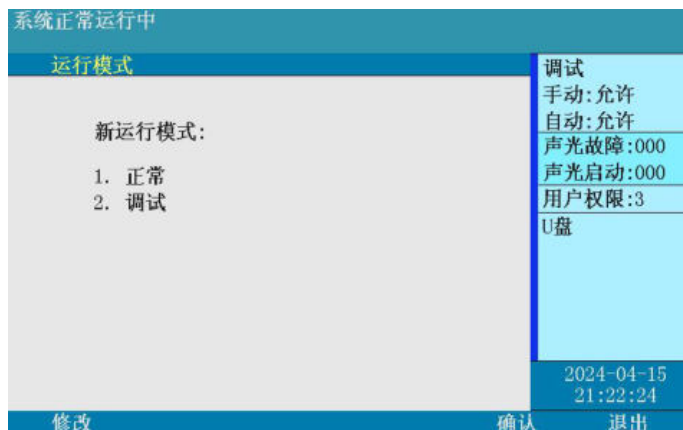 系统正常运行中
运行模式
新运行模式:
1. 正常
2. 调试
调试
手动:允许
自动:允许
声光故障:000
声光启动:000
用户权限:3
U盘
2024-04-15
21:22:24
修改 确认 退出